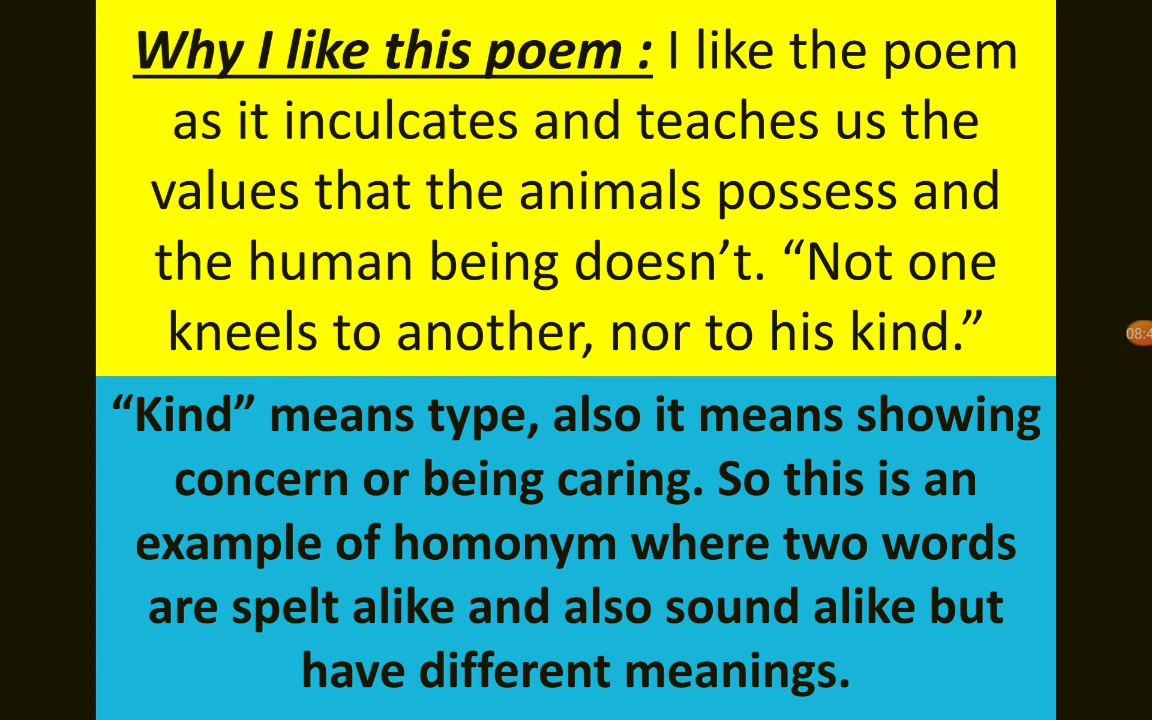 Why I like this poem : I like the poem
as it inculcates and teaches us the
values that the animals possess and
the human being doesn’t. “Not one
kneels to another, nor to his kind.”
“Kind” means type, also it means showing
concern or being caring. So this is an
example of homonym where two words
are spelt alike and also sound alike but
have different meanings.